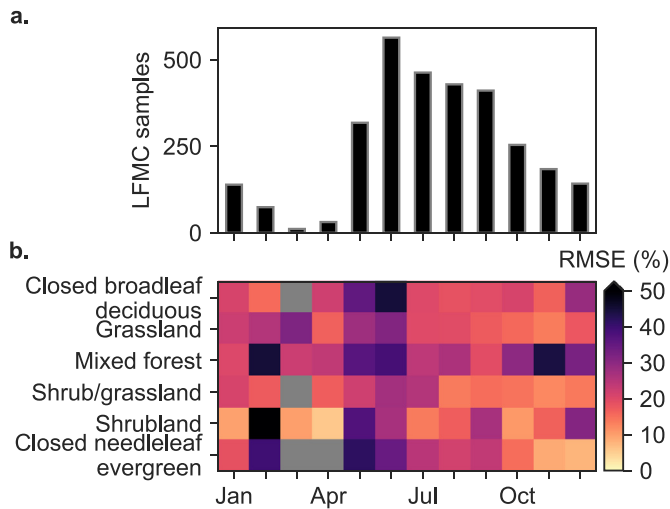 a.
LFMC samples
500
250
0
b.
RMSE (%)
Closed broadleaf
deciduous
Grassland
Mixed forest
Shrub/grassland
Shrubland
Closed needleleaf
evergreen
50
40
30
20
10
0
Jan
Apr
Jul
Oct